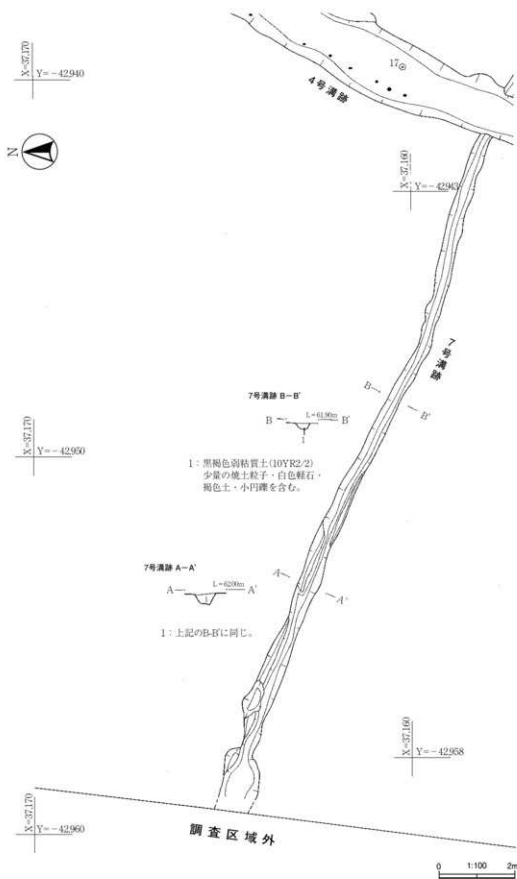 X=37,170
Y=−42,940
N
4号溝跡
17
X=37,160
Y=−42,943
7号溝跡
B
B'
7号溝跡 B−B'
B L=61.90m B'
1
1：黒褐色弱粘質土(10YR2/2)
少量の焼土粒子・白色軽石・
褐色土・小円礫を含む。
X=37,170
Y=−42,950
7号溝跡 A−A'
A L=62.00m A'
1
1：上記のB-B'に同じ。
A
A'
X=37,160
Y=−42,958
X=37,170
Y=−42,960
調査区域外
0 1:100 2m